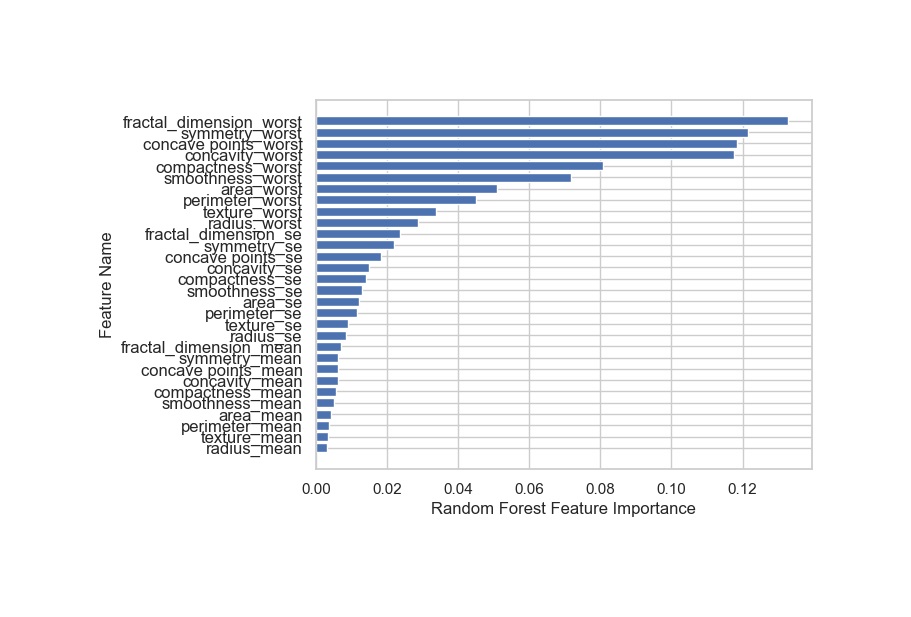 fractal_dimension_worst
symmetry_worst
concave points_worst
concavity_worst
compactness_worst
smoothness_worst
area_worst
perimeter_worst
texture_worst
radius_worst
fractal_dimension_se
symmetry_se
concave points_se
concavity_se
compactness_se
smoothness_se
area_se
perimeter_se
texture_se
radius_se
fractal_dimension_mean
symmetry_mean
concave points_mean
concavity_mean
compactness_mean
smoothness_mean
area_mean
perimeter_mean
texture_mean
radius_mean
Feature Name
0.00 0.02 0.04 0.06 0.08 0.10 0.12
Random Forest Feature Importance